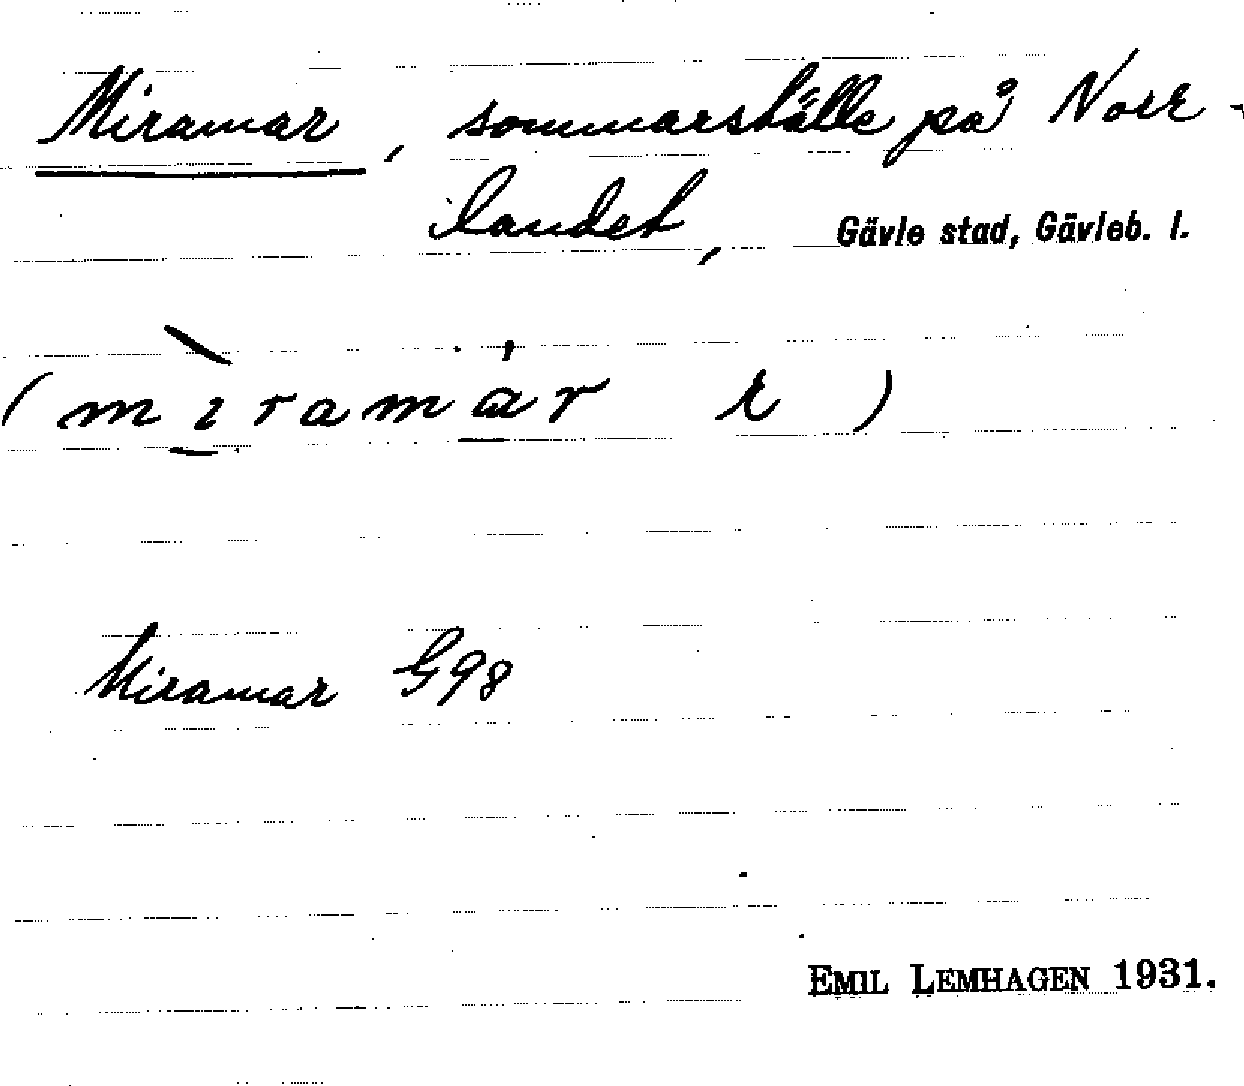 Miramar, sommarställe på Norr-
landet, Gävle stad, Gävleb. l.
(mìramár r)
Miramar G98
EMIL LEMHAGEN 1931.